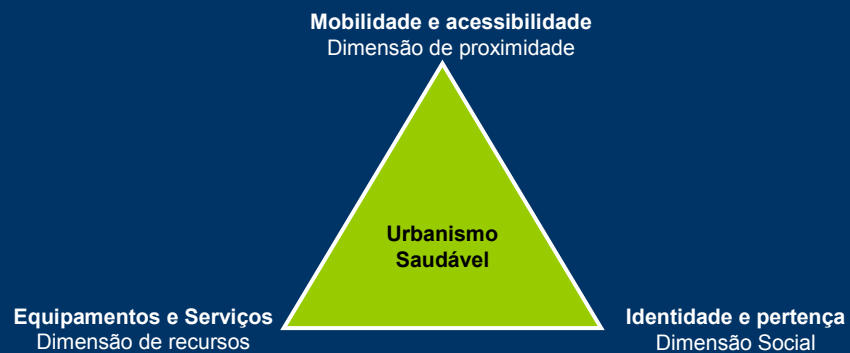 Mobilidade e acessibilidade
Dimensão de proximidade
Urbanismo
Saudável
Equipamentos e Serviços
Dimensão de recursos
Identidade e pertença
Dimensão Social